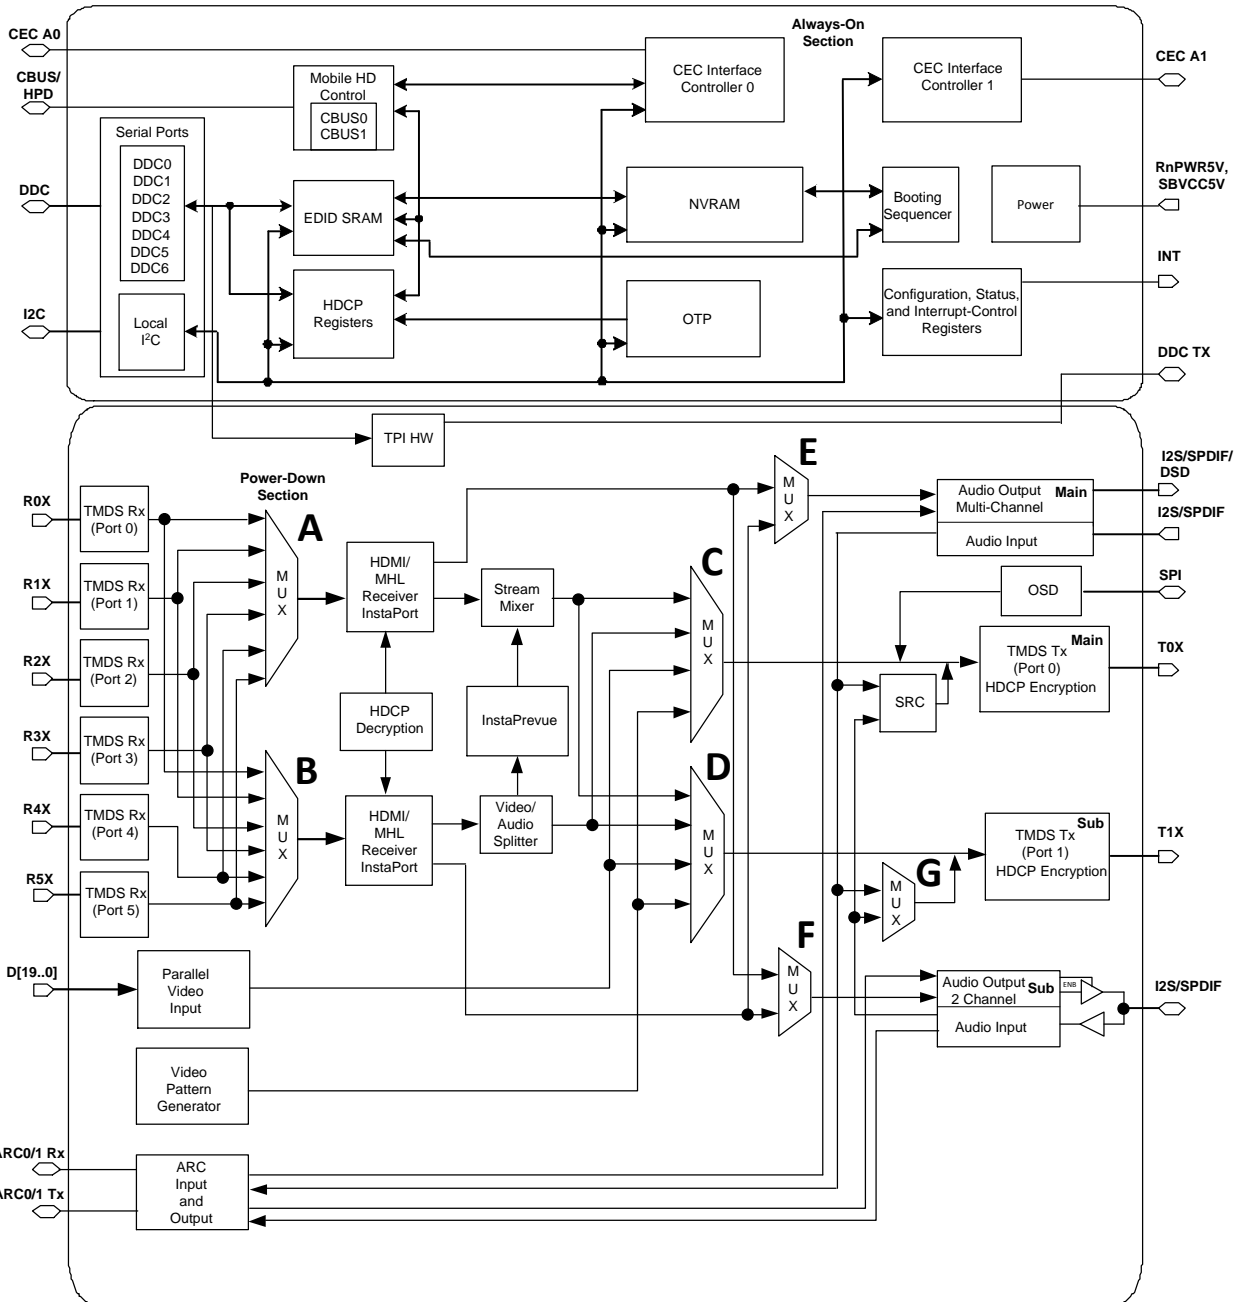 CEC A0
Always-On
Section
CEC A1
CBUS/
HPD
Mobile HD
Control
CBUS0
CBUS1
CEC Interface
Controller 0
CEC Interface
Controller 1
Serial Ports
DDC0
DDC1
DDC2
DDC3
DDC4
DDC5
DDC6
DDC
EDID SRAM
NVRAM
Booting
Sequencer
Power
RnPWR5V,
SBVCC5V
INT
I2C
Local
I²C
HDCP
Registers
OTP
Configuration, Status,
and Interrupt-Control
Registers
DDC TX
TPI HW
Power-Down
Section
R0X
TMDS Rx
(Port 0)
R1X
TMDS Rx
(Port 1)
R2X
TMDS Rx
(Port 2)
R3X
TMDS Rx
(Port 3)
R4X
TMDS Rx
(Port 4)
R5X
TMDS Rx
(Port 5)
A
M
U
X
B
M
U
X
HDMI/
MHL
Receiver
InstaPort
HDCP
Decryption
HDMI/
MHL
Receiver
InstaPort
Stream
Mixer
InstaPrevue
Video/
Audio
Splitter
E
M
U
X
C
M
U
X
D
M
U
X
F
M
U
X
G
M
U
X
Audio Output Main
Multi-Channel
Audio Input
I2S/SPDIF/
DSD
I2S/SPDIF
OSD
SPI
Main
TMDS Tx
(Port 0)
HDCP Encryption
T0X
SRC
Sub
TMDS Tx
(Port 1)
HDCP Encryption
T1X
Audio Output Sub
2 Channel
ENB
Audio Input
I2S/SPDIF
D[19..0]
Parallel
Video
Input
Video
Pattern
Generator
ARC0/1 Rx
ARC0/1 Tx
ARC
Input
and
Output